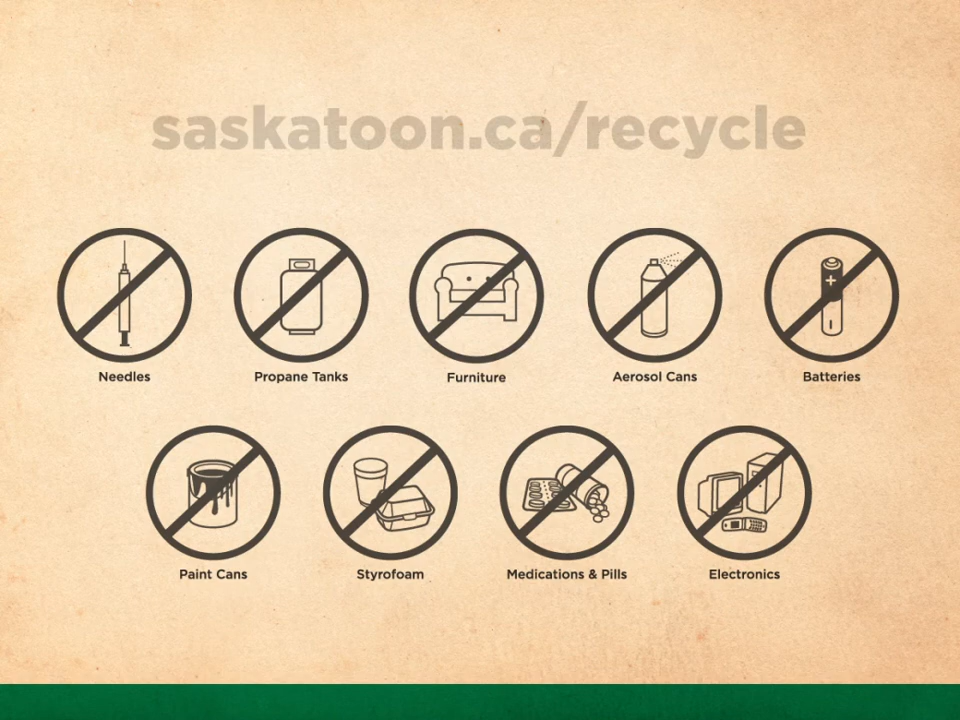 saskatoon.ca/recycle
Needles
Propane Tanks
Furniture
Aerosol Cans
Batteries
Paint Cans
Styrofoam
Medications & Pills
Electronics